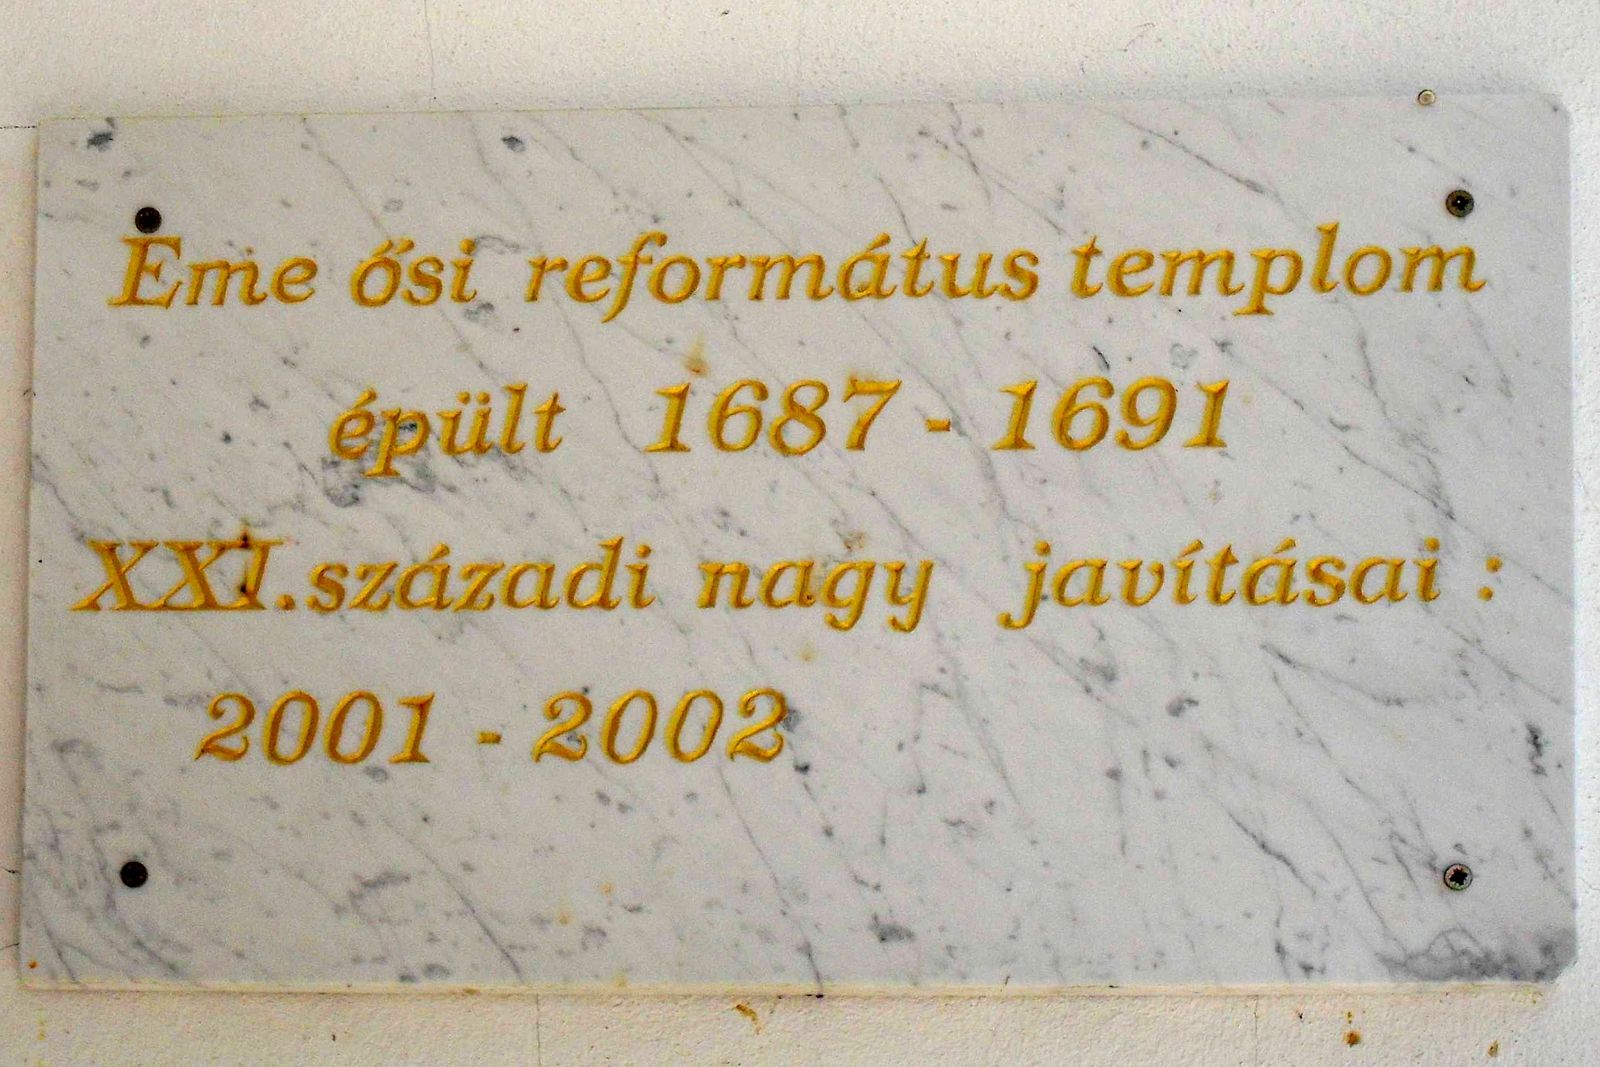 Eme ősi református templom
épült 1687 - 1691
XXI. századi nagy javításai :
2001 - 2002